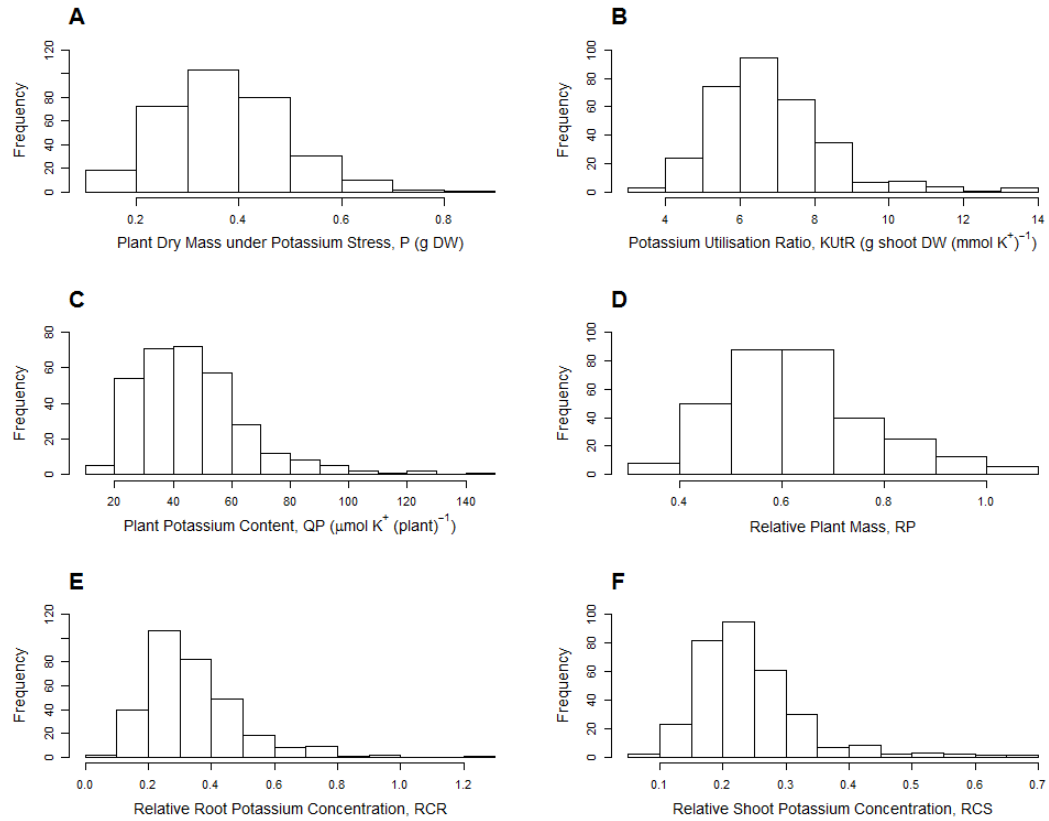 A
Frequency
0 20 40 60 80 120
0.2 0.4 0.6 0.8
Plant Dry Mass under Potassium Stress, P (g DW)
B
Frequency
0 20 40 60 80 100
4 6 8 10 12 14
Potassium Utilisation Ratio, KUtR (g shoot DW (mmol K⁺)⁻¹
C
Frequency
0 20 40 60 80
20 40 60 80 100 120 140
Plant Potassium Content, QP (μmol K⁺ (plant)⁻¹
D
Frequency
0 20 40 60 80 100
0.4 0.6 0.8 1.0
Relative Plant Mass, RP
E
Frequency
0 20 40 60 80 120
0.0 0.2 0.4 0.6 0.8 1.0 1.2
Relative Root Potassium Concentration, RCR
F
Frequency
0 20 40 60 80 100
0.1 0.2 0.3 0.4 0.5 0.6 0.7
Relative Shoot Potassium Concentration, RCS